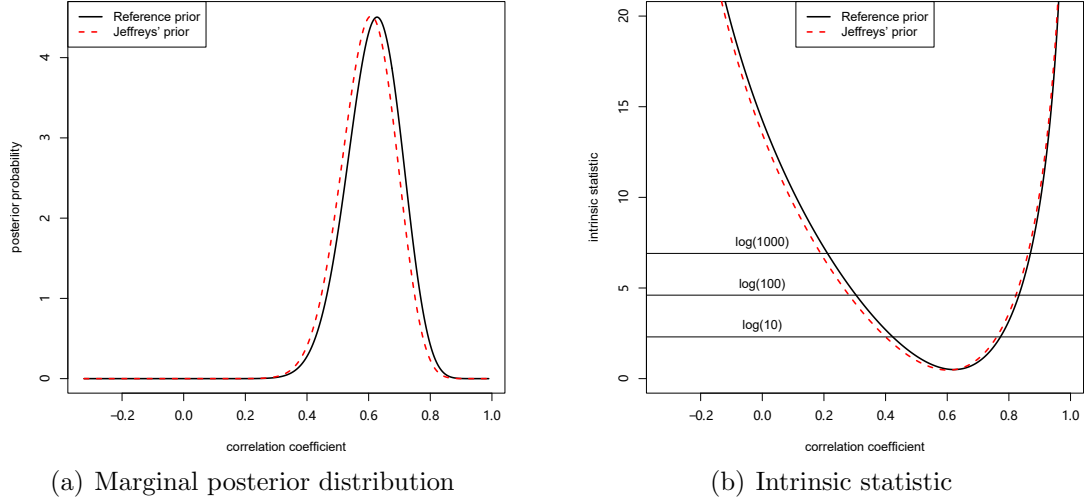 Reference prior
Jeffreys' prior
posterior probability
0 1 2 3 4
−0.2 0.0 0.2 0.4 0.6 0.8 1.0
correlation coefficient
(a) Marginal posterior distribution
Reference prior
Jeffreys' prior
intrinsic statistic
0 5 10 15 20
log(1000)
log(100)
log(10)
−0.2 0.0 0.2 0.4 0.6 0.8 1.0
correlation coefficient
(b) Intrinsic statistic